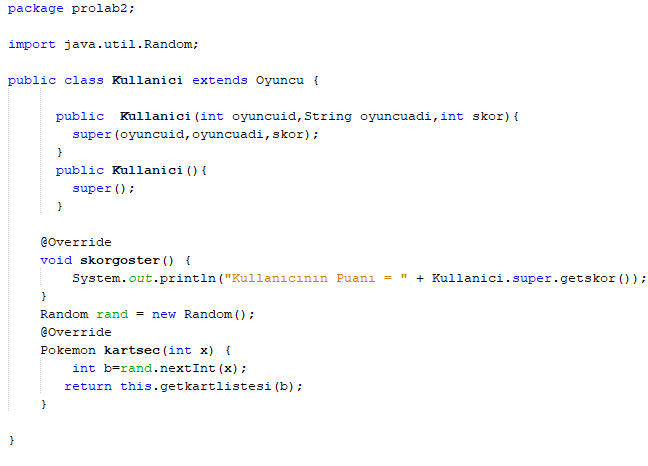 package prolab2;
import java.util.Random;
public class Kullanici extends Oyuncu {
public  Kullanici(int oyuncuid,String oyuncuadi,int skor){
super(oyuncuid,oyuncuadi,skor);
}
public Kullanici(){
super();
}
@Override
void skorgoster() {
System.out.println("Kullanıcının Puanı = " + Kullanici.super.getskor());
}
Random rand = new Random();
@Override
Pokemon kartsec(int x) {
int b=rand.nextInt(x);
return this.getkartlistesi(b);
}
}